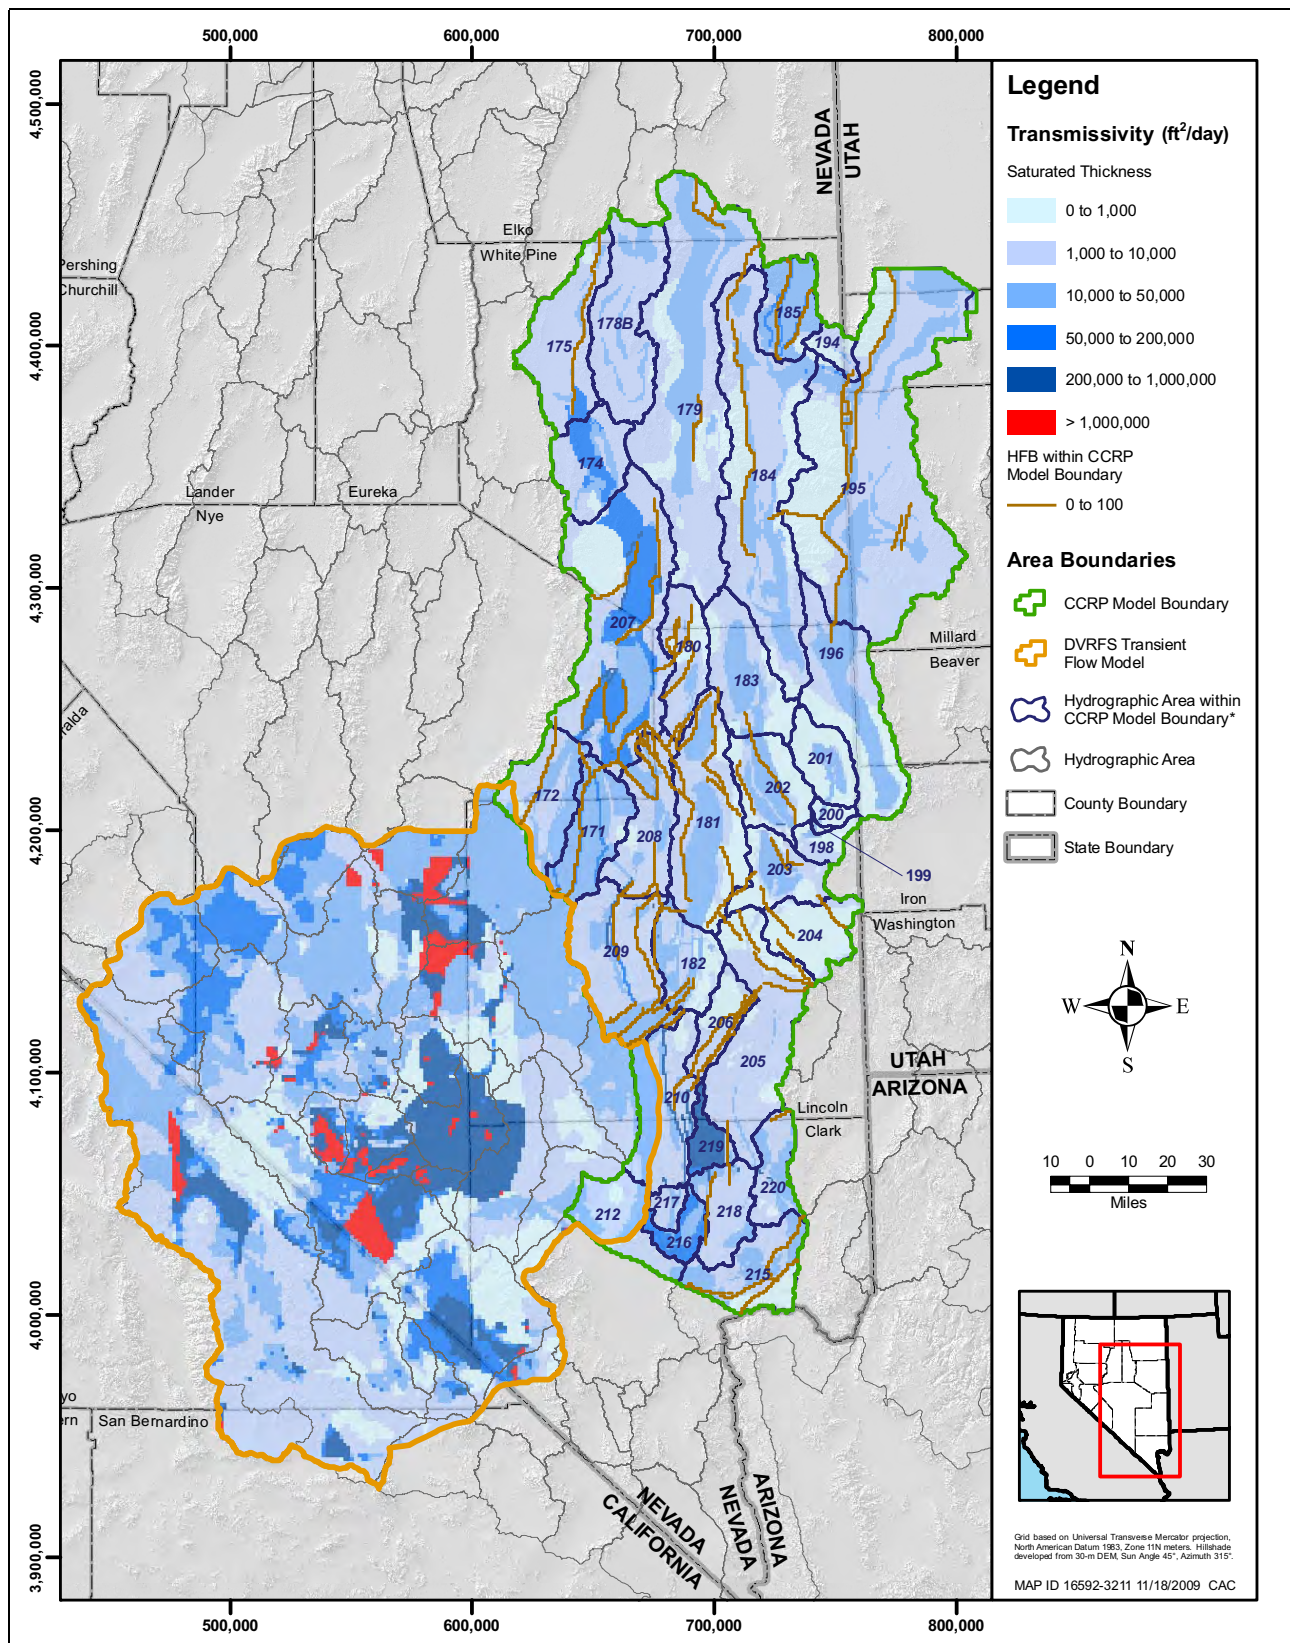 500,000
600,000
700,000
800,000
4,500,000
4,400,000
4,300,000
4,200,000
4,100,000
4,000,000
3,900,000
500,000
600,000
700,000
800,000
NEVADA
UTAH
Elko
White Pine
Pershing
Churchill
Lander
Nye
Eureka
Millard
Beaver
Iron
Washington
UTAH
ARIZONA
Lincoln
Clark
San Bernardino
NEVADA
CALIFORNIA
NEVADA
ARIZONA
175
178B
185
194
179
174
184
195
207
180
183
196
201
202
200
172
171
208
181
198
203
199
204
209
182
206
205
210
219
220
217
218
212
216
215
Legend
Transmissivity (ft²/day)
Saturated Thickness
0 to 1,000
1,000 to 10,000
10,000 to 50,000
50,000 to 200,000
200,000 to 1,000,000
> 1,000,000
HFB within CCRP
Model Boundary
0 to 100
Area Boundaries
CCRP Model Boundary
DVRFS Transient
Flow Model
Hydrographic Area within
CCRP Model Boundary*
Hydrographic Area
County Boundary
State Boundary
N
W E
S
10 0 10 20 30
Miles
Grid based on Universal Transverse Mercator projection,
North American Datum 1983, Zone 11N meters. Hillshade
developed from 30-m DEM, Sun Angle 45°, Azimuth 315°.
MAP ID 16592-3211 11/18/2009 CAC